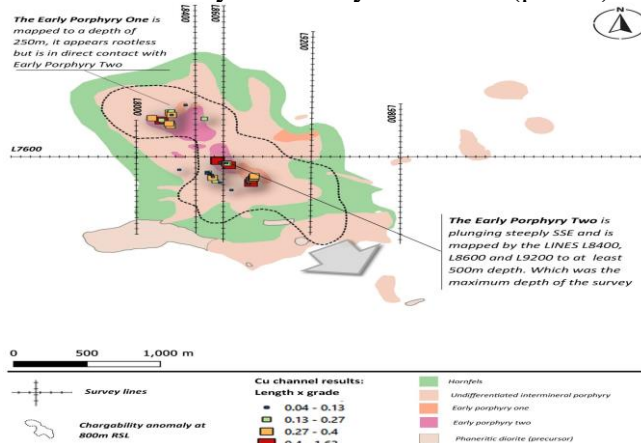 The Early Porphyry One is
mapped to a depth of
250m, it appears rootless
but is in direct contact with
Early Porphyry Two
N
L8000
L8400
L8600
L9200
L9800
L7600
The Early Porphyry Two is
plunging steeply SSE and is
mapped by the LINES L8400,
L8600 and L9200 to at least
500m depth. Which was the
maximum depth of the survey
0 500 1,000 m
Survey lines
Chargability anomaly at
800m RSL
Cu channel results:
Length x grade
0.04 - 0.13
0.13 - 0.27
0.27 - 0.4
0.4 - 1.62
Hornfels
Undifferentiated intermineral porphyry
Early porphyry one
Early porphyry two
Phaneritic diorite (precursor)